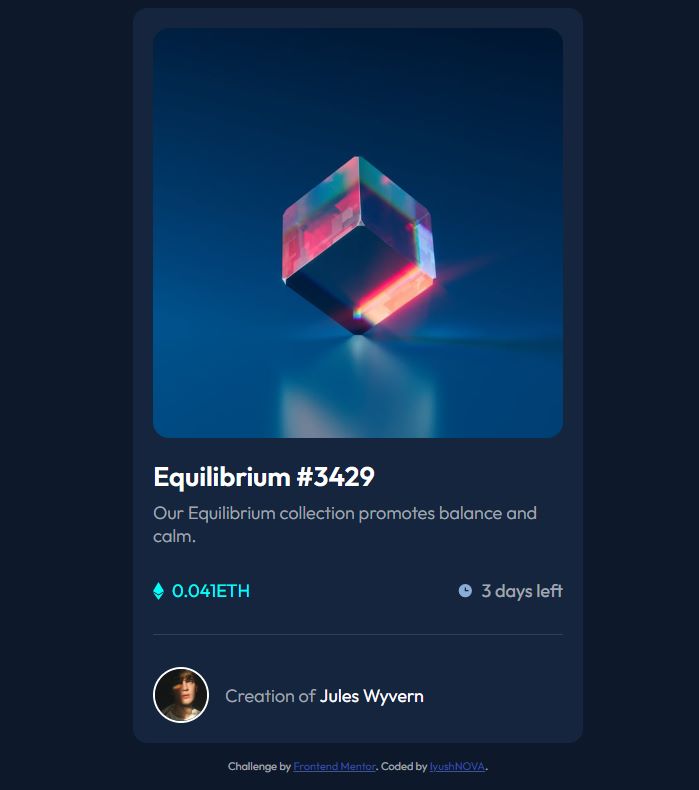 Equilibrium #3429
Our Equilibrium collection promotes balance and
calm.
0.041ETH
3 days left
Creation of Jules Wyvern
Challenge by Frontend Mentor. Coded by IyushNOVA.